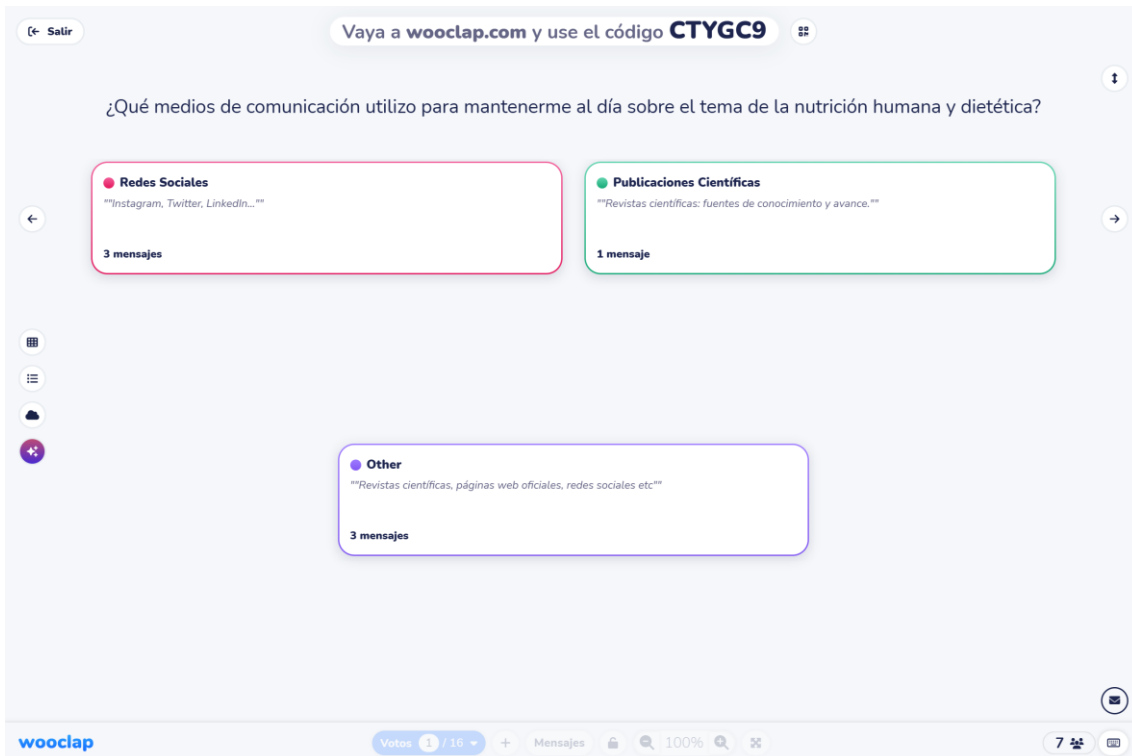 Salir
Vaya a wooclap.com y use el código CTYGC9
¿Qué medios de comunicación utilizo para mantenerme al día sobre el tema de la nutrición humana y dietética?
Redes Sociales
""Instagram, Twitter, LinkedIn...""
3 mensajes
Publicaciones Científicas
""Revistas científicas: fuentes de conocimiento y avance.""
1 mensaje
Other
""Revistas científicas, páginas web oficiales, redes sociales etc""
3 mensajes
wooclap
Votos 1 / 16
+
Mensajes
100%
7